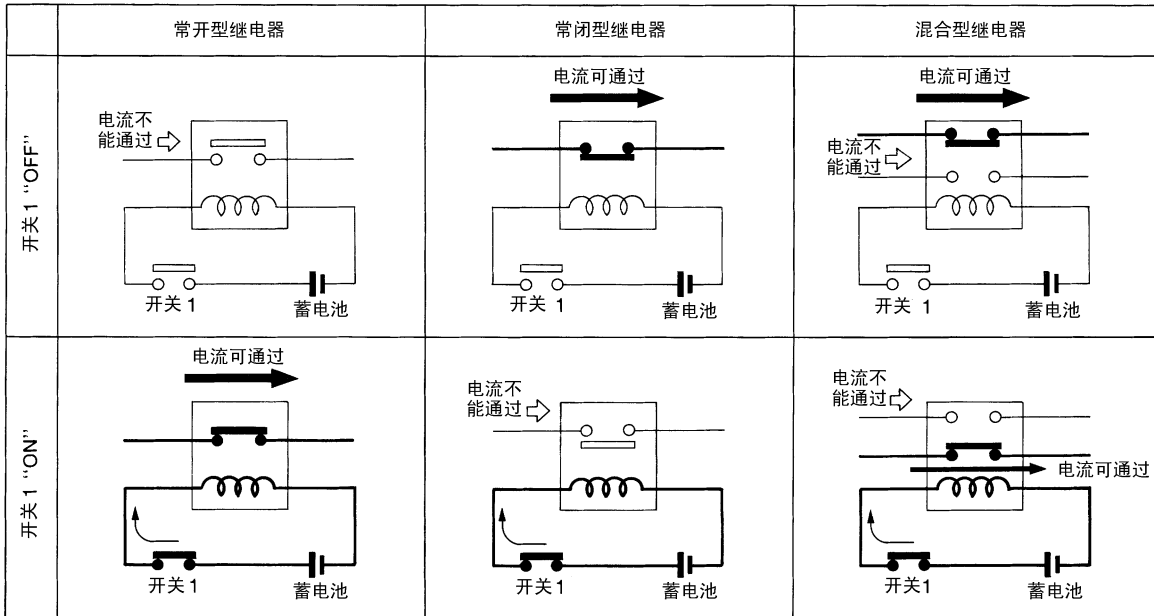 常开型继电器
常闭型继电器
混合型继电器
开关 1 “OFF”
电流不
能通过
开关 1
蓄电池
电流可通过
开关 1
蓄电池
电流可通过
电流不
能通过
开关 1
蓄电池
开关 1 “ON”
电流可通过
开关 1
蓄电池
电流不
能通过
开关 1
蓄电池
电流不
能通过
电流可通过
开关 1
蓄电池